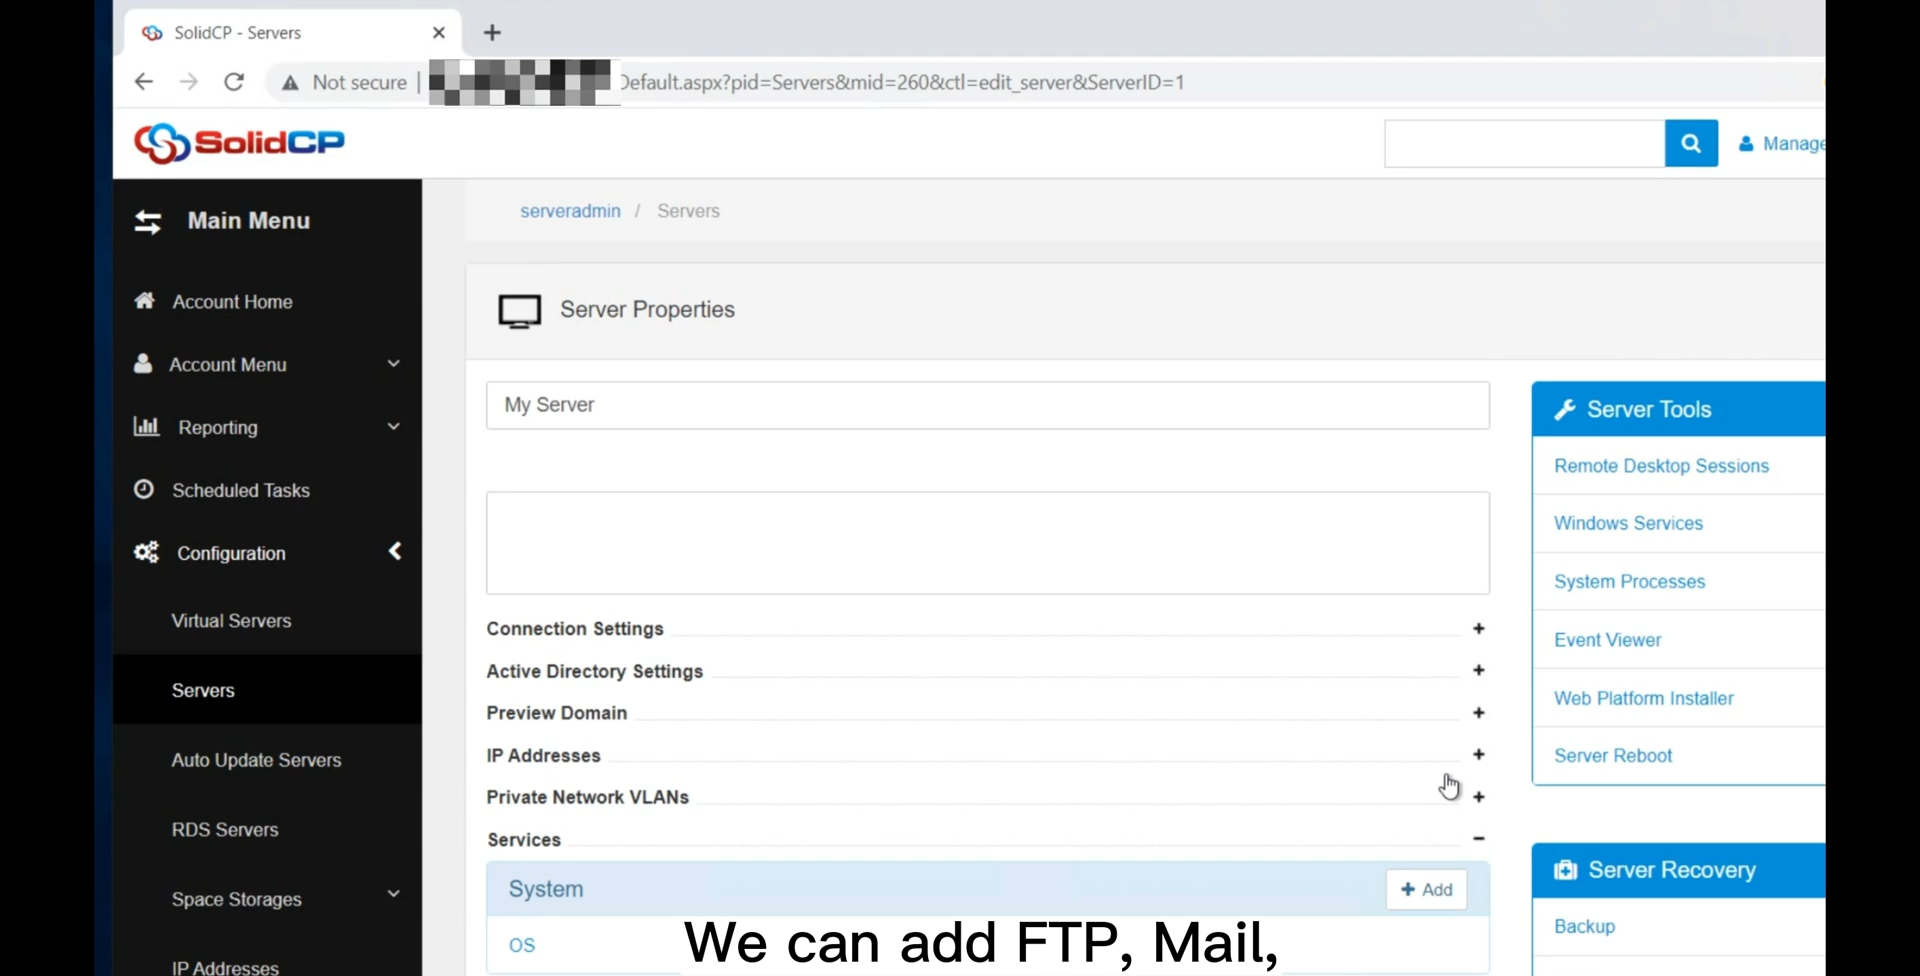 SolidCP - Servers
Not secure
Default.aspx?pid=Servers&mid=260&ctl=edit_server&ServerID=1
SolidCP
Manage
Main Menu
serveradmin / Servers
Account Home
Server Properties
Account Menu
My Server
Server Tools
Reporting
Remote Desktop Sessions
Scheduled Tasks
Windows Services
Configuration
System Processes
Virtual Servers
Connection Settings
Event Viewer
Active Directory Settings
Servers
Web Platform Installer
Preview Domain
Auto Update Servers
IP Addresses
Server Reboot
Private Network VLANs
RDS Servers
Services
Server Recovery
System
Add
Space Storages
Backup
OS
We can add FTP, Mail,
IP Addresses